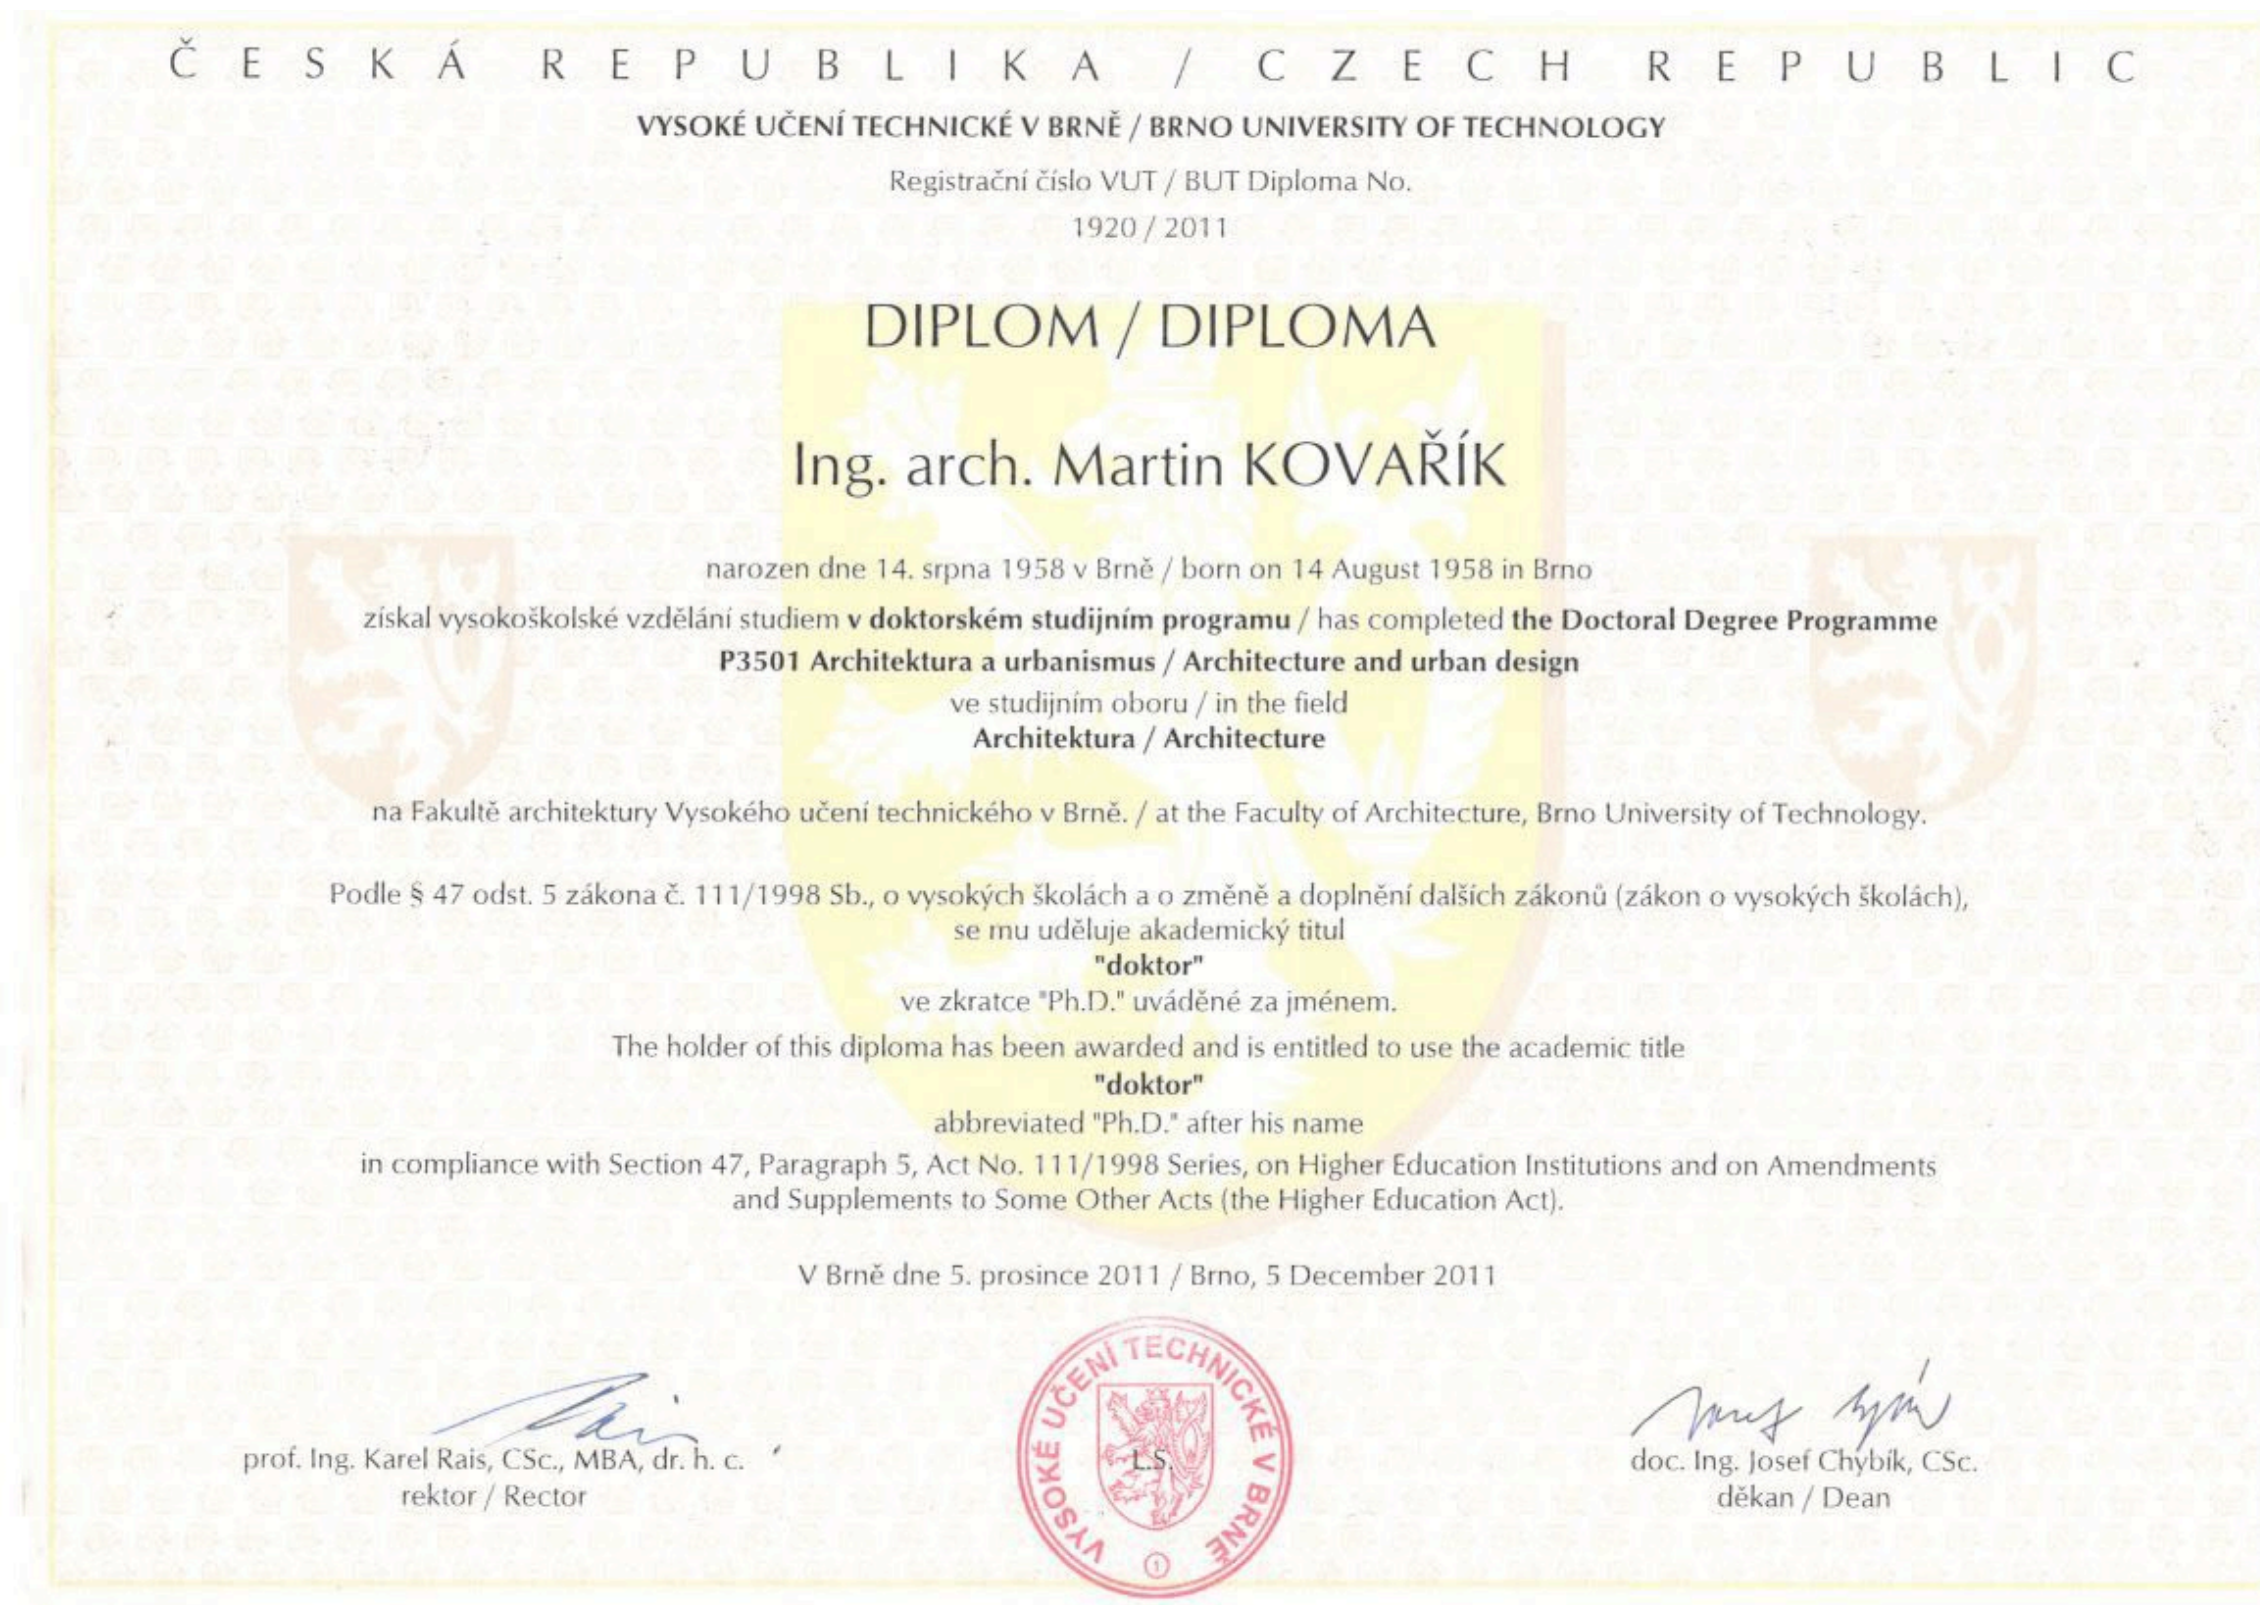 ČESKÁ REPUBLIKA / CZECH REPUBLIC
VYSOKÉ UČENÍ TECHNICKÉ V BRNĚ / BRNO UNIVERSITY OF TECHNOLOGY
Registrační číslo VUT / BUT Diploma No.
1920 / 2011
DIPLOM / DIPLOMA
Ing. arch. Martin KOVAŘÍK
narozen dne 14. srpna 1958 v Brně / born on 14 August 1958 in Brno
získal vysokoškolské vzdělání studiem v doktorském studijním programu / has completed the Doctoral Degree Programme
P3501 Architektura a urbanismus / Architecture and urban design
ve studijním oboru / in the field
Architektura / Architecture
na Fakultě architektury Vysokého učení technického v Brně. / at the Faculty of Architecture, Brno University of Technology.
Podle § 47 odst. 5 zákona č. 111/1998 Sb., o vysokých školách a o změně a doplnění dalších zákonů (zákon o vysokých školách),
se mu uděluje akademický titul
"doktor"
ve zkratce "Ph.D." uváděné za jménem.
The holder of this diploma has been awarded and is entitled to use the academic title
"doktor"
abbreviated "Ph.D." after his name
in compliance with Section 47, Paragraph 5, Act No. 111/1998 Series, on Higher Education Institutions and on Amendments
and Supplements to Some Other Acts (the Higher Education Act).
V Brně dne 5. prosince 2011 / Brno, 5 December 2011
VYSOKÉ UČENÍ TECHNICKÉ V BRNĚ
L.S.
1
prof. Ing. Karel Rais, CSc., MBA, dr. h. c.
rektor / Rector
doc. Ing. Josef Chybík, CSc.
děkan / Dean